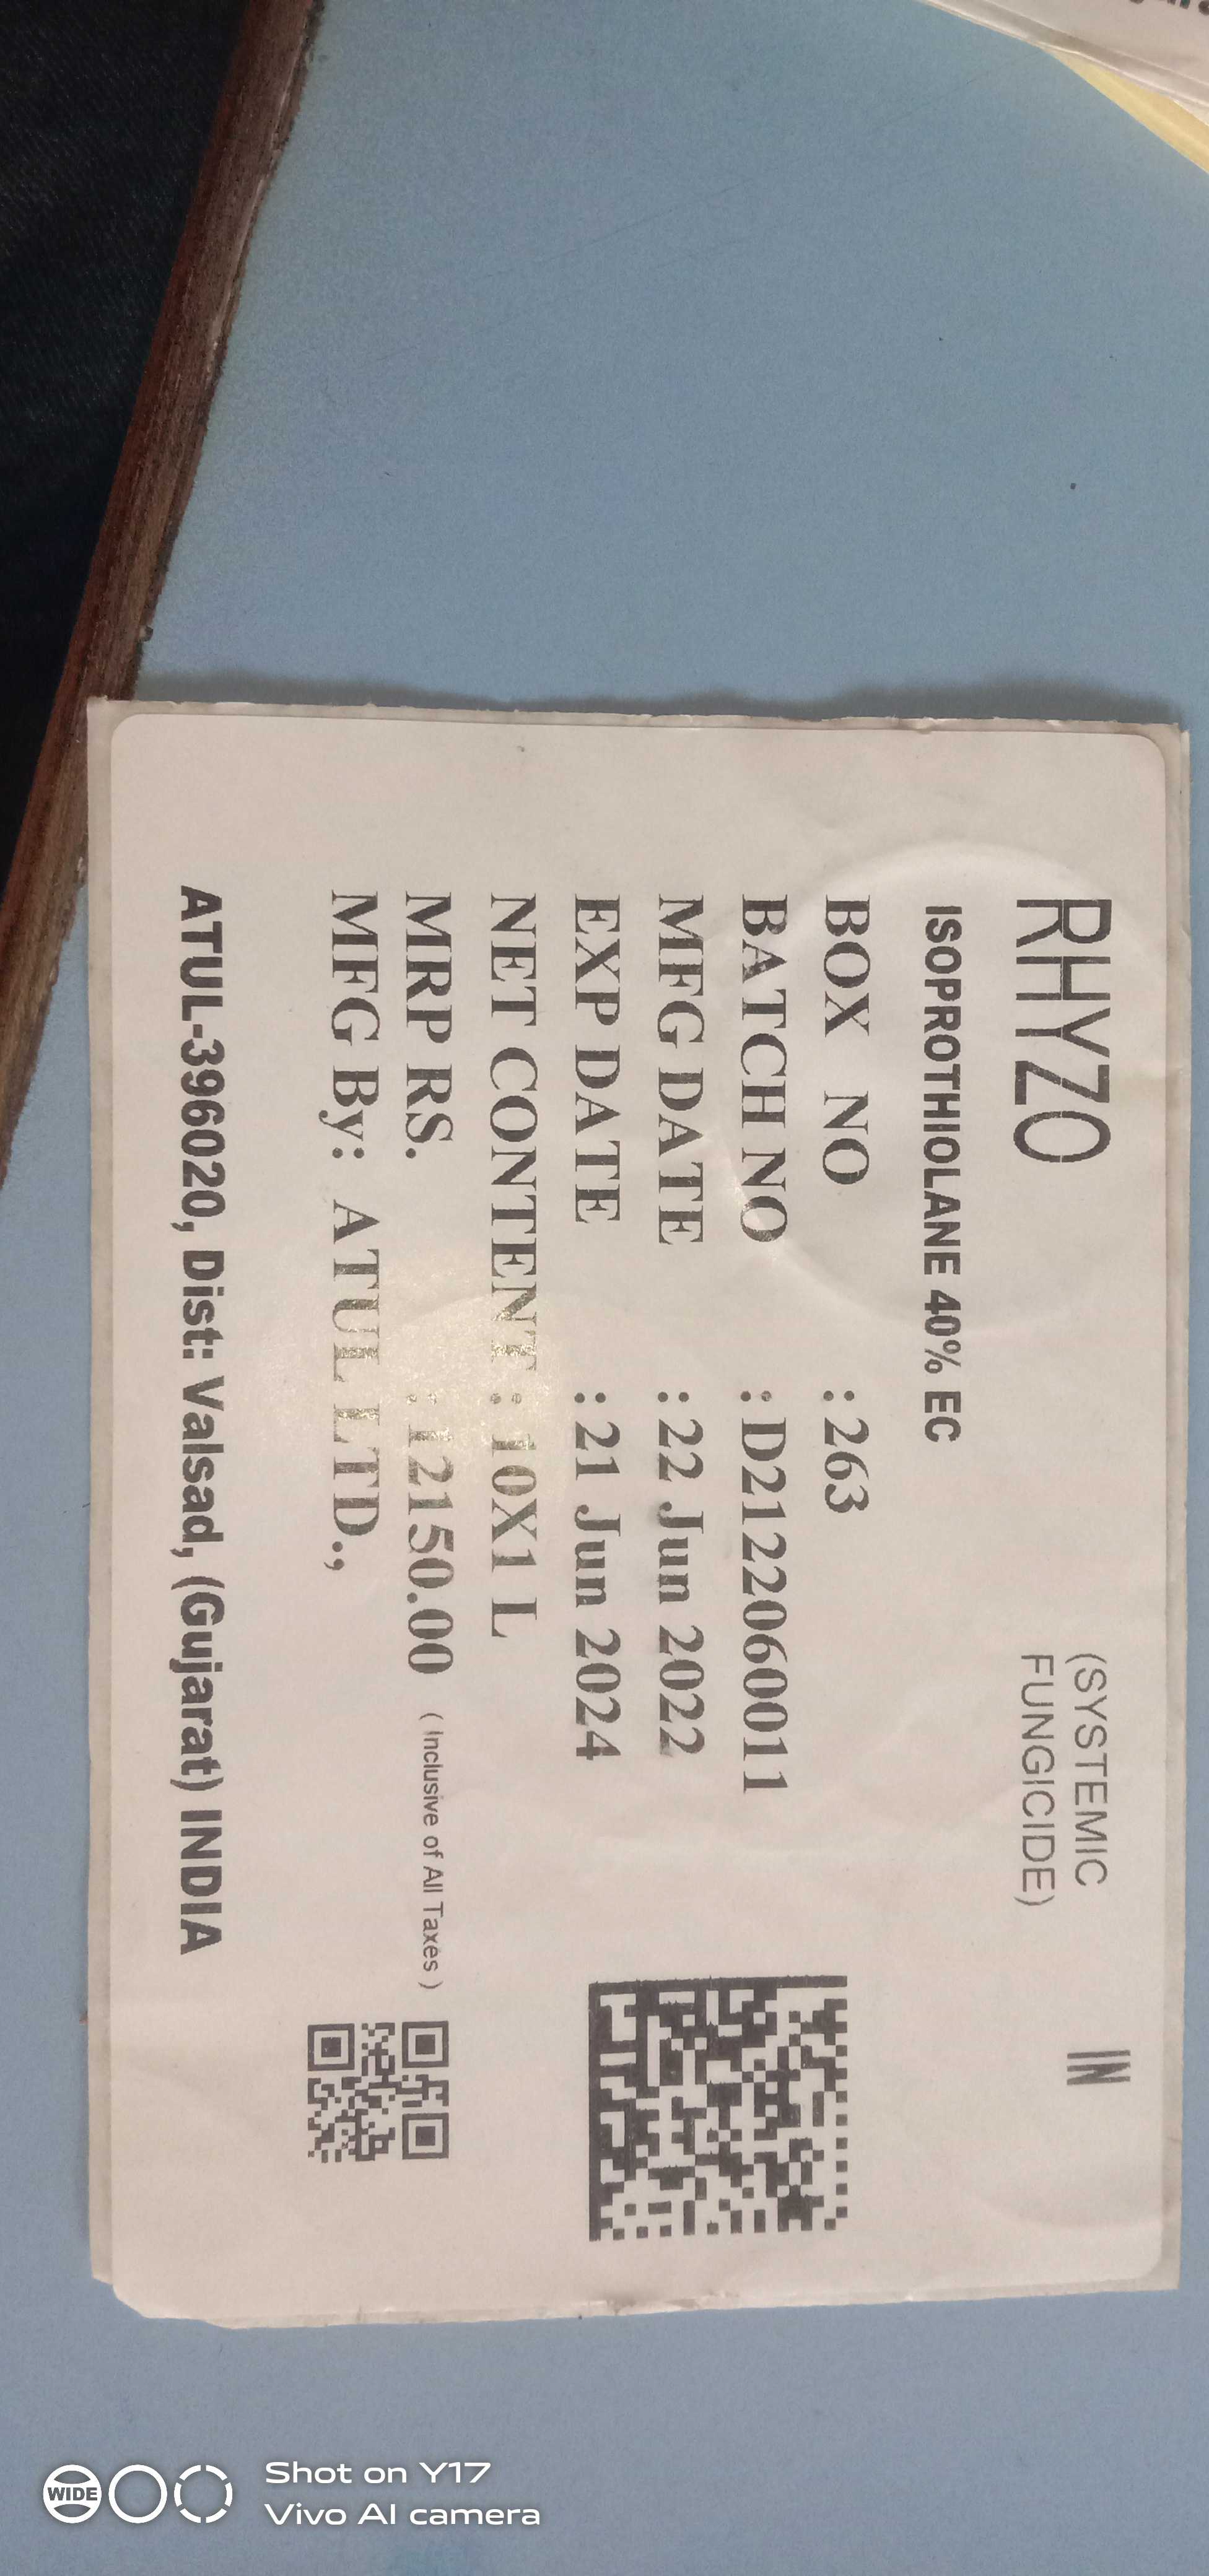 RHYZO
(SYSTEMIC
FUNGICIDE)
IN
ISOPROTHIOLANE 40% EC
BOX NO : 263
BATCH NO : D2122060011
MFG DATE : 22 Jun 2022
EXP DATE : 21 Jun 2024
NET CONTENT : 10X1 L
MRP RS. : 12150.00 ( Inclusive of All Taxes )
MFG By: ATUL LTD.,
ATUL-396020, Dist: Valsad, (Gujarat) INDIA
WIDE
Shot on Y17
Vivo AI camera